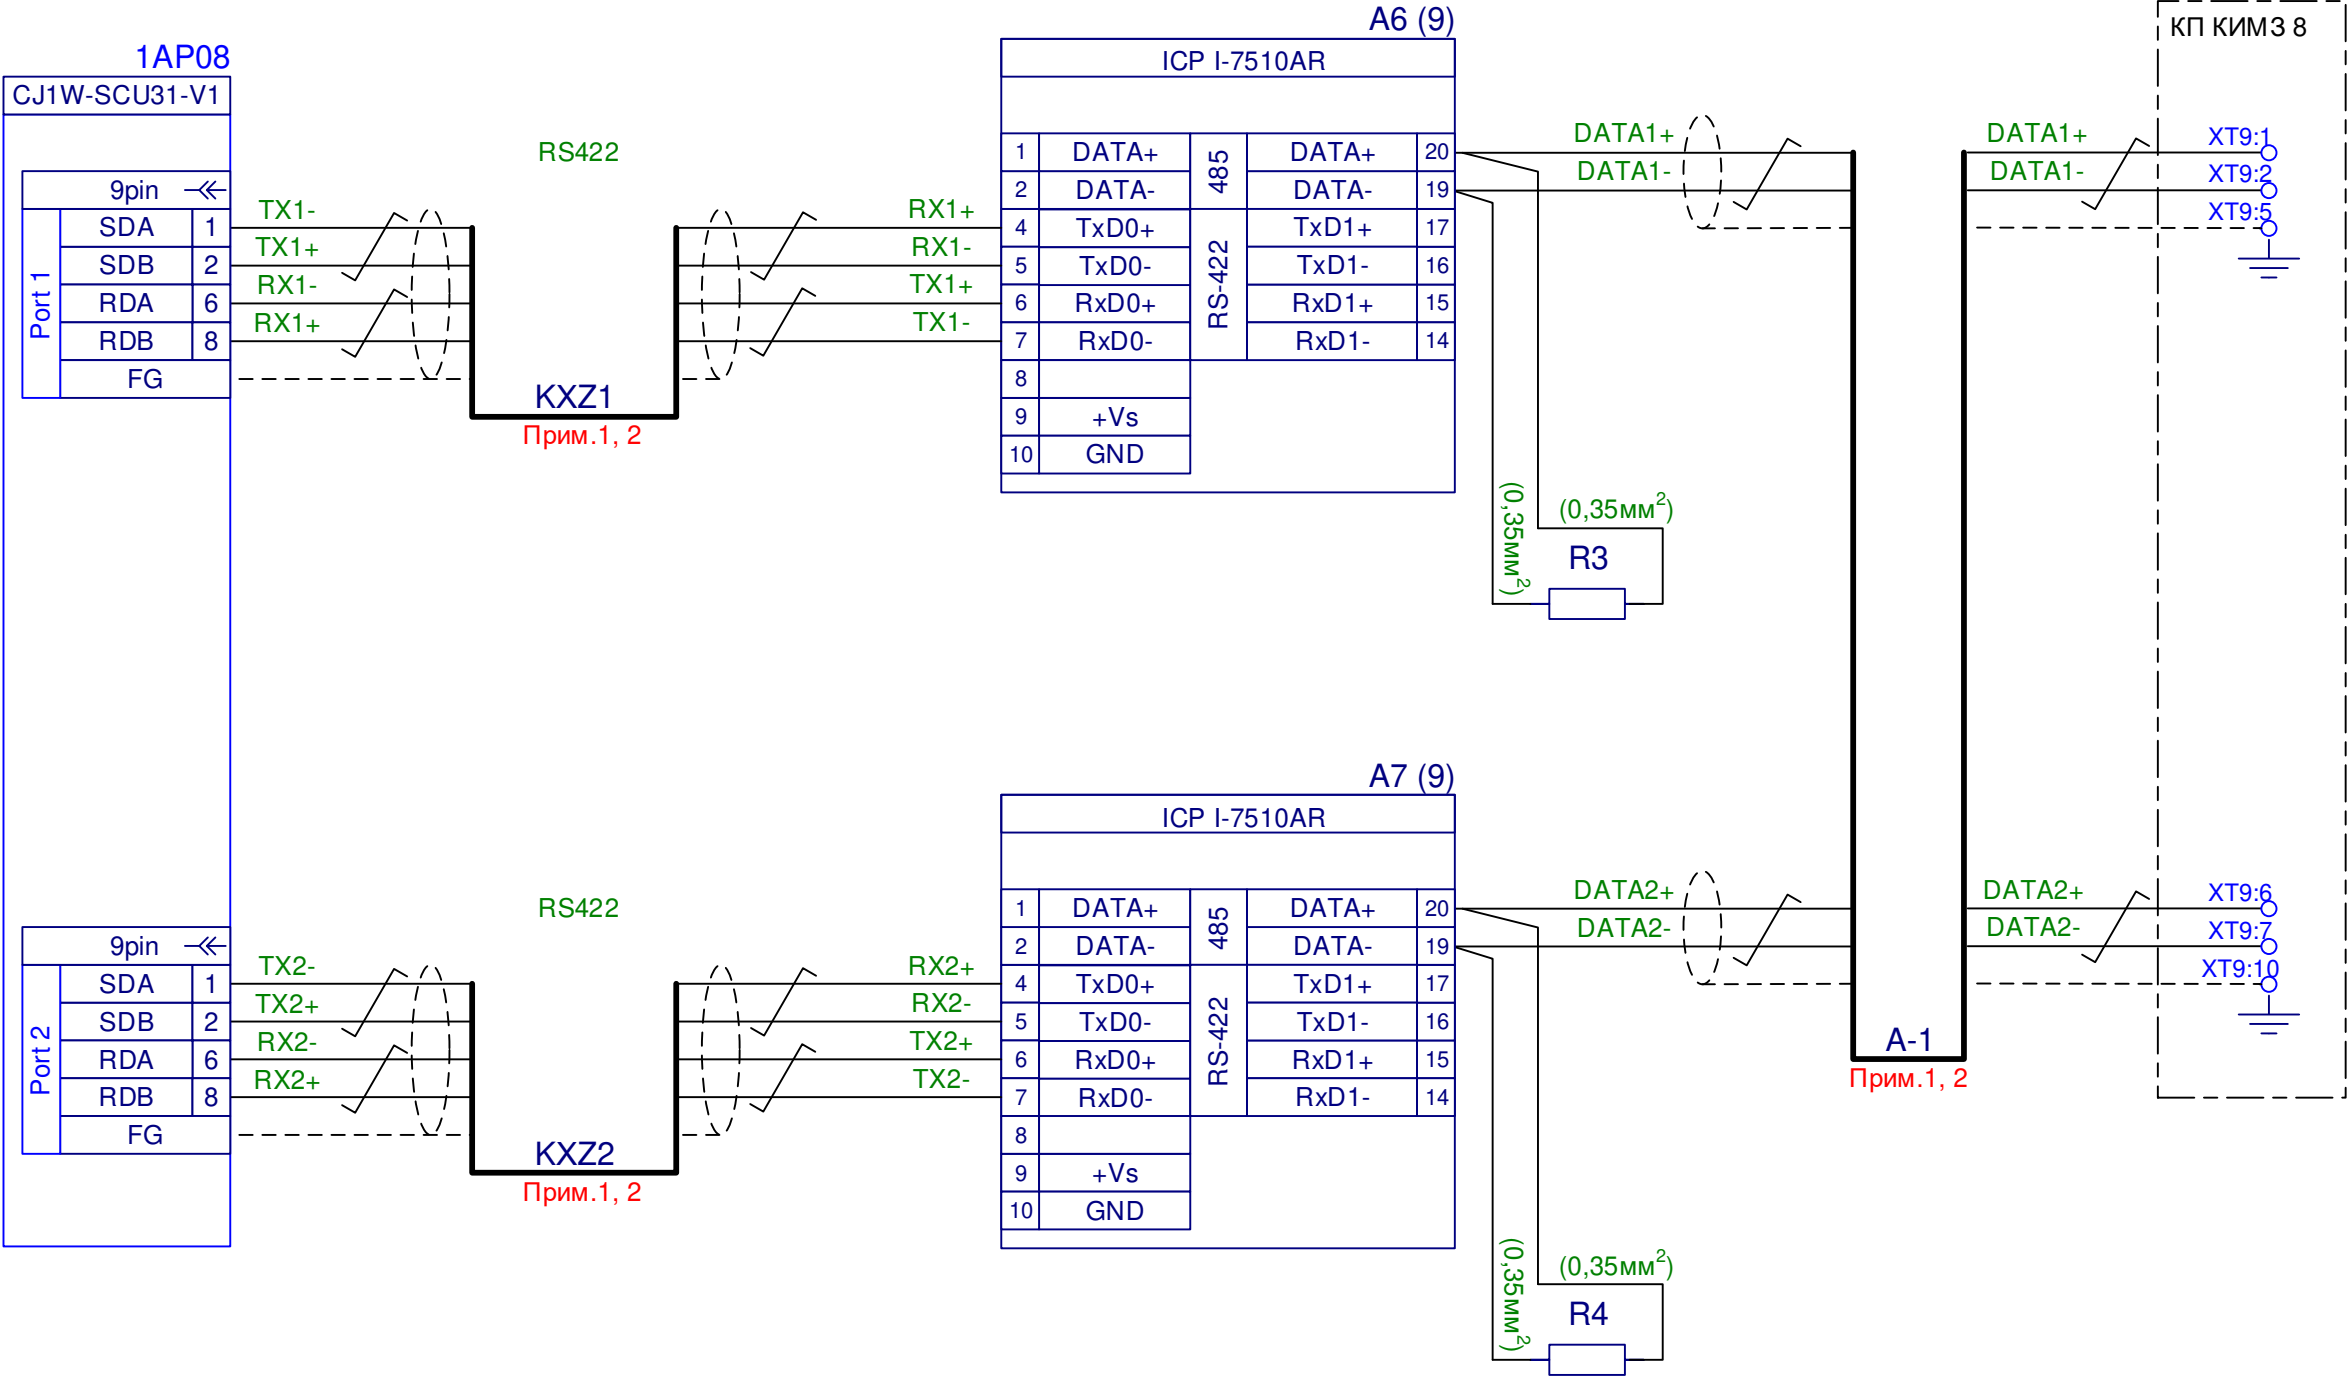 1AP08
CJ1W-SCU31-V1
9pin
Port 1
SDA 1
SDB 2
RDA 6
RDB 8
FG
TX1-
TX1+
RX1-
RX1+
RS422
KXZ1
Прим.1, 2
RX1+
RX1-
TX1+
TX1-
A6 (9)
ICP I-7510AR
1 DATA+ 485 DATA+ 20
2 DATA- DATA- 19
4 TxD0+ RS-422 TxD1+ 17
5 TxD0- TxD1- 16
6 RxD0+ RxD1+ 15
7 RxD0- RxD1- 14
8
9 +Vs
10 GND
(0,35мм²)
(0,35мм²)
R3
DATA1+
DATA1-
DATA1+
DATA1-
КП КИМЗ 8
XT9:1
XT9:2
XT9:5
9pin
Port 2
SDA 1
SDB 2
RDA 6
RDB 8
FG
TX2-
TX2+
RX2-
RX2+
RS422
KXZ2
Прим.1, 2
RX2+
RX2-
TX2+
TX2-
A7 (9)
ICP I-7510AR
1 DATA+ 485 DATA+ 20
2 DATA- DATA- 19
4 TxD0+ RS-422 TxD1+ 17
5 TxD0- TxD1- 16
6 RxD0+ RxD1+ 15
7 RxD0- RxD1- 14
8
9 +Vs
10 GND
(0,35мм²)
(0,35мм²)
R4
DATA2+
DATA2-
A-1
Прим.1, 2
DATA2+
DATA2-
XT9:6
XT9:7
XT9:10